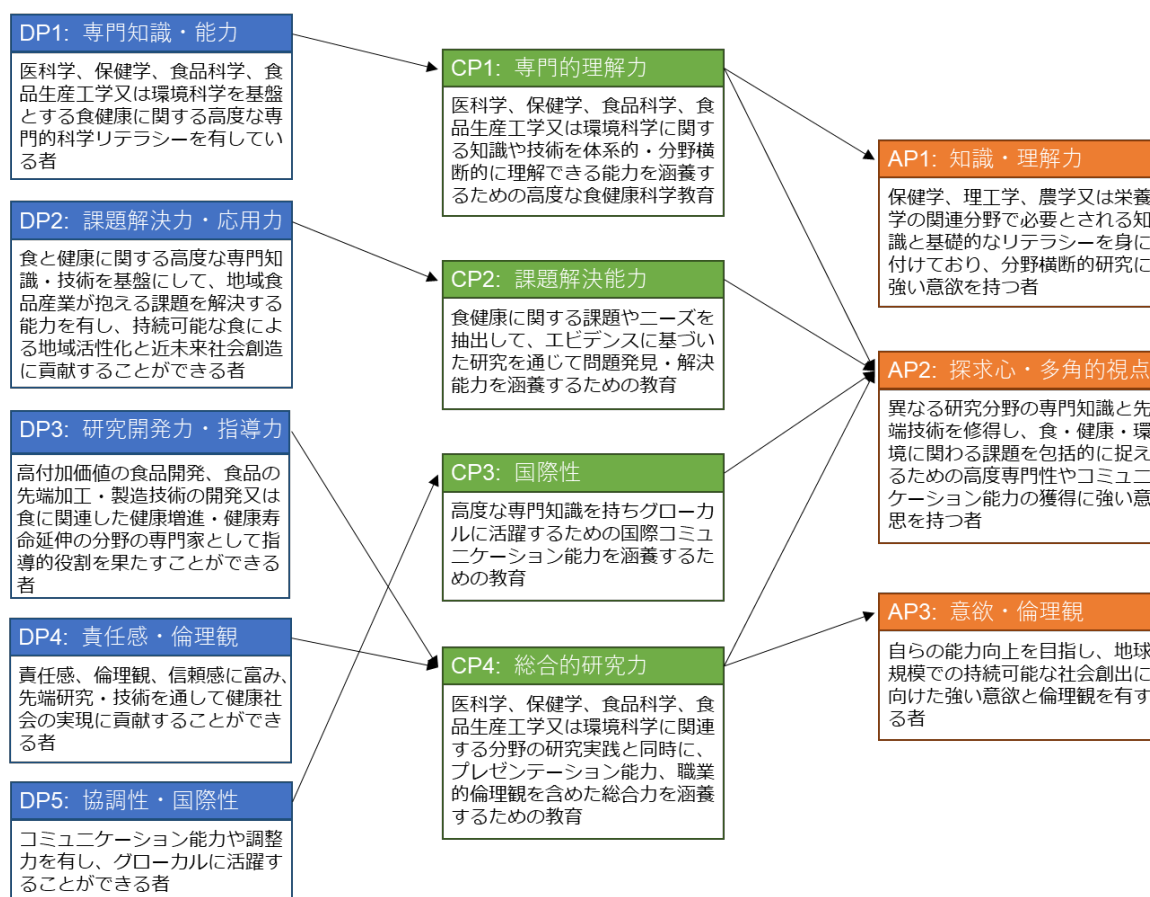 DP1: 専門知識・能力
医科学、保健学、食品科学、食
品生産工学又は環境科学を基盤
とする食健康に関する高度な専
門的科学リテラシーを有してい
る者
DP2: 課題解決力・応用力
食と健康に関する高度な専門知
識・技術を基盤にして、地域食
品産業が抱える課題を解決する
能力を有し、持続可能な食によ
る地域活性化と近未来社会創造
に貢献することができる者
DP3: 研究開発力・指導力
高付加価値の食品開発、食品の
先端加工・製造技術の開発又は
食に関連した健康増進・健康寿
命延伸の分野の専門家として指
導的役割を果たすことができる
者
DP4: 責任感・倫理観
責任感、倫理観、信頼感に富み、
先端研究・技術を通して健康社
会の実現に貢献することができ
る者
DP5: 協調性・国際性
コミュニケーション能力や調整
力を有し、グローカルに活躍す
ることができる者
CP1: 専門的理解力
医科学、保健学、食品科学、食
品生産工学又は環境科学に関す
る知識や技術を体系的・分野横
断的に理解できる能力を涵養す
るための高度な食健康科学教育
CP2: 課題解決能力
食健康に関する課題やニーズを
抽出して、エビデンスに基づい
た研究を通じて問題発見・解決
能力を涵養するための教育
CP3: 国際性
高度な専門知識を持ちグローカ
ルに活躍するための国際コミュ
ニケーション能力を涵養するた
めの教育
CP4: 総合的研究力
医科学、保健学、食品科学、食
品生産工学又は環境科学に関連
する分野の研究実践と同時に、
プレゼンテーション能力、職業
的倫理観を含めた総合力を涵養
するための教育
AP1: 知識・理解力
保健学、理工学、農学又は栄養
学の関連分野で必要とされる知
識と基礎的なリテラシーを身に
付けており、分野横断的研究に
強い意欲を持つ者
AP2: 探求心・多角的視点
異なる研究分野の専門知識と先
端技術を修得し、食・健康・環
境に関わる課題を包括的に捉え
るための高度専門性やコミュニ
ケーション能力の獲得に強い意
思を持つ者
AP3: 意欲・倫理観
自らの能力向上を目指し、地球
規模での持続可能な社会創出に
向けた強い意欲と倫理観を有す
る者